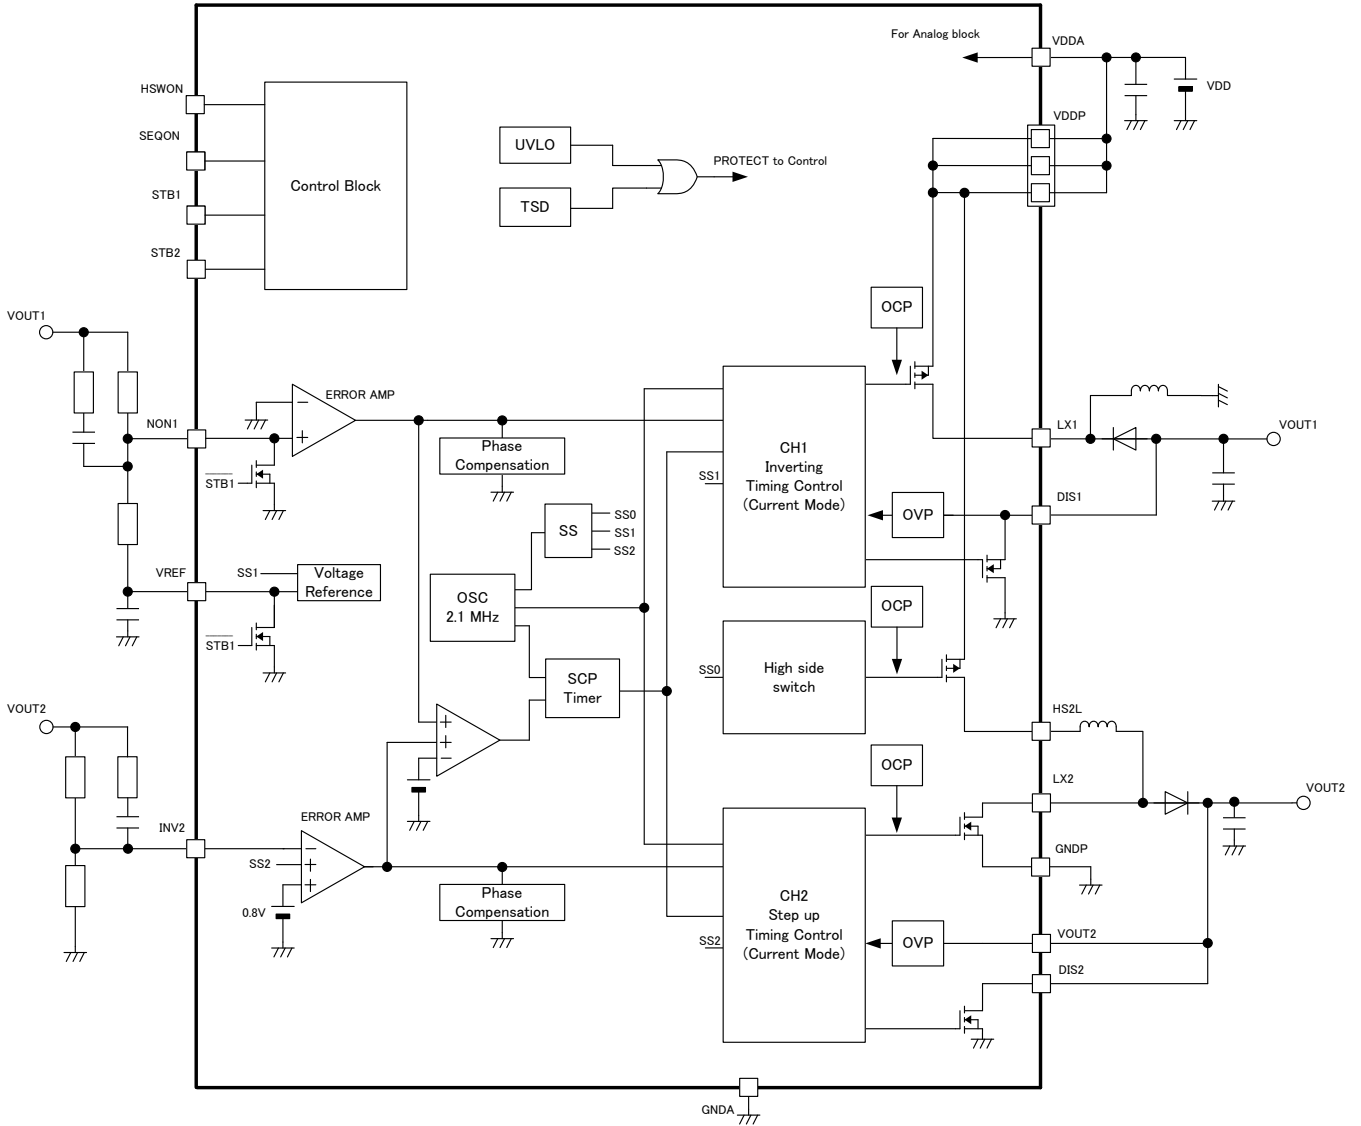 For Analog block
VDDA
VDD
HSWON
SEQON
STB1
STB2
Control Block
UVLO
TSD
PROTECT to Control
VDDP
VOUT1
OCP
ERROR AMP
−
+
NON1
STB1
Phase
Compensation
CH1
Inverting
Timing Control
(Current Mode)
SS1
LX1
VOUT1
DIS1
OVP
SS
SS0
SS1
SS2
VREF
SS1
Voltage
Reference
OSC
2.1 MHz
STB1
OCP
SCP
Timer
SS0
High side
switch
VOUT2
+
+
−
HS2L
OCP
LX2
VOUT2
ERROR AMP
INV2
−
SS2
+
+
0.8V
GNDP
Phase
Compensation
CH2
Step up
Timing Control
(Current Mode)
SS2
OVP
VOUT2
DIS2
GNDA